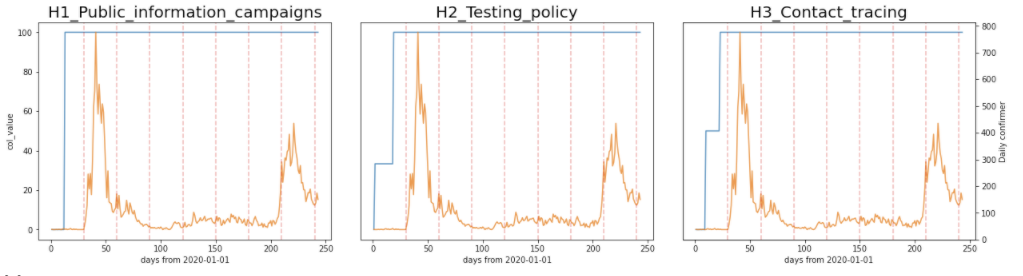 H1_Public_information_campaigns
H2_Testing_policy
H3_Contact_tracing
100
80
60
40
20
0
col_value
0 50 100 150 200 250
days from 2020-01-01
0 50 100 150 200 250
days from 2020-01-01
800
700
600
500
400
300
200
100
0
Daily confirmer
0 50 100 150 200 250
days from 2020-01-01